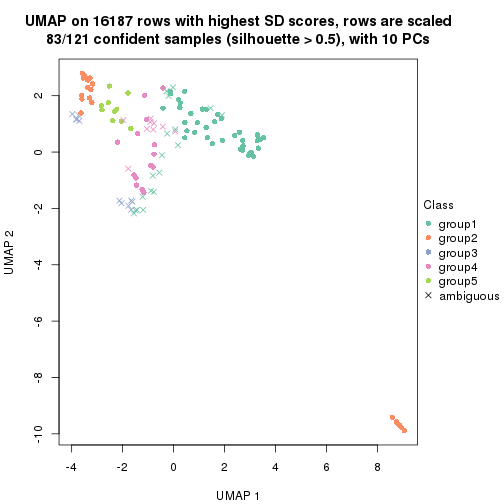 UMAP on 16187 rows with highest SD scores, rows are scaled
83/121 confident samples (silhouette > 0.5), with 10 PCs
2
0
-2
-4
-6
-8
-10
UMAP 2
-4
-2
0
2
4
6
8
UMAP 1
Class
group1
group2
group3
group4
group5
ambiguous